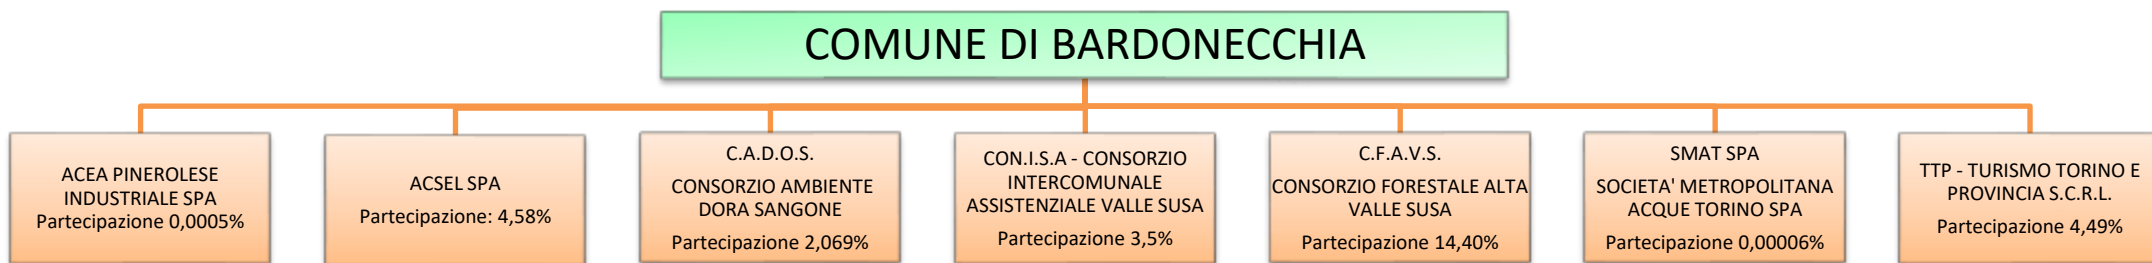 COMUNE DI BARDONECCHIA
ACEA PINEROLESE
INDUSTRIALE SPA
Partecipazione 0,0005%
ACSEL SPA
Partecipazione: 4,58%
C.A.D.O.S.
CONSORZIO AMBIENTE
DORA SANGONE
Partecipazione 2,069%
CON.I.S.A - CONSORZIO
INTERCOMUNALE
ASSISTENZIALE VALLE SUSA
Partecipazione 3,5%
C.F.A.V.S.
CONSORZIO FORESTALE ALTA
VALLE SUSA
Partecipazione 14,40%
SMAT SPA
SOCIETA' METROPOLITANA
ACQUE TORINO SPA
Partecipazione 0,00006%
TTP - TURISMO TORINO E
PROVINCIA S.C.R.L.
Partecipazione 4,49%